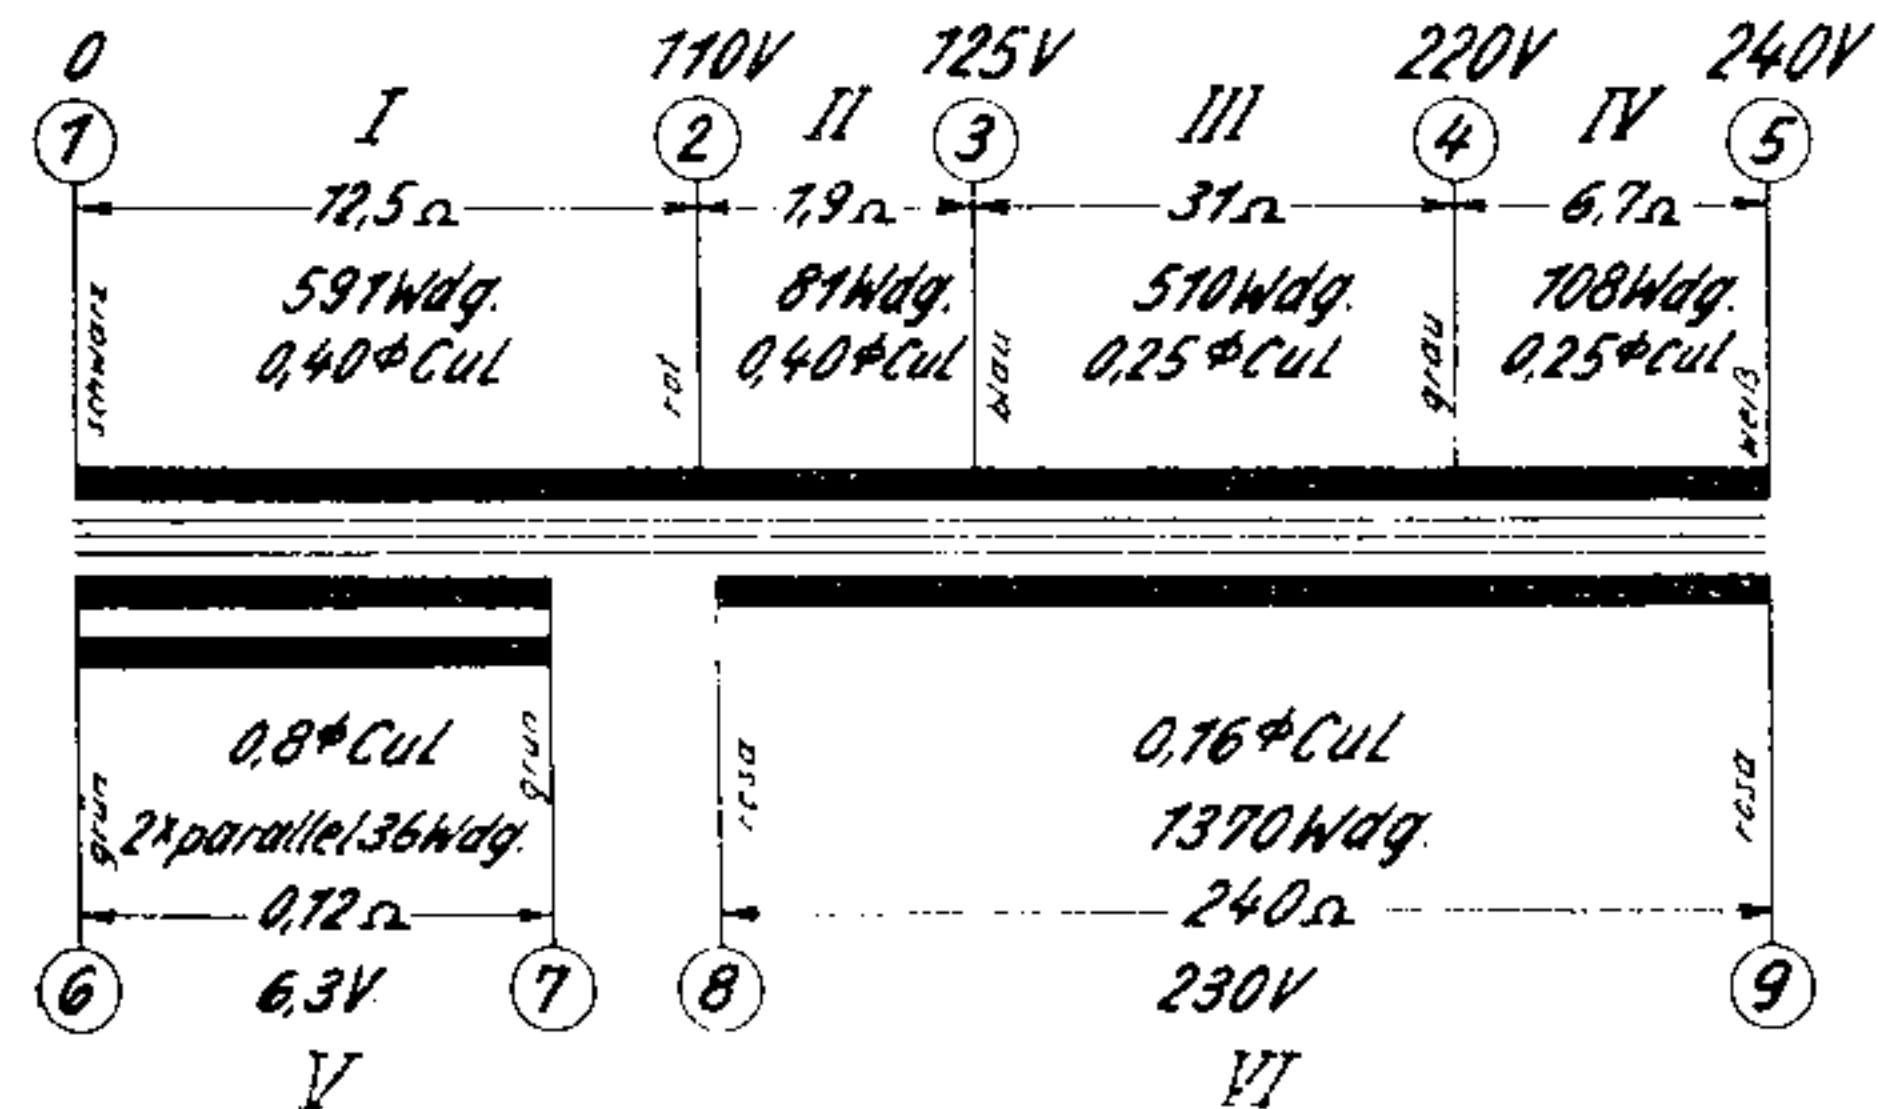 0 110V 125V 220V 240V
I II III IV
1 2 3 4 5
12,5Ω 1,9Ω 31Ω 6,7Ω
591Wdg. 81Wdg. 510Wdg. 108Wdg.
0,40⌀CuL 0,40⌀CuL 0,25⌀CuL 0,25⌀CuL
schwarz rot blau grau weiß
0,8⌀CuL 0,16⌀CuL
grün grün rosa rosa
2×parallel 36Wdg. 1370Wdg.
0,12Ω 240Ω
6 6,3V 7 8 230V 9
V VI